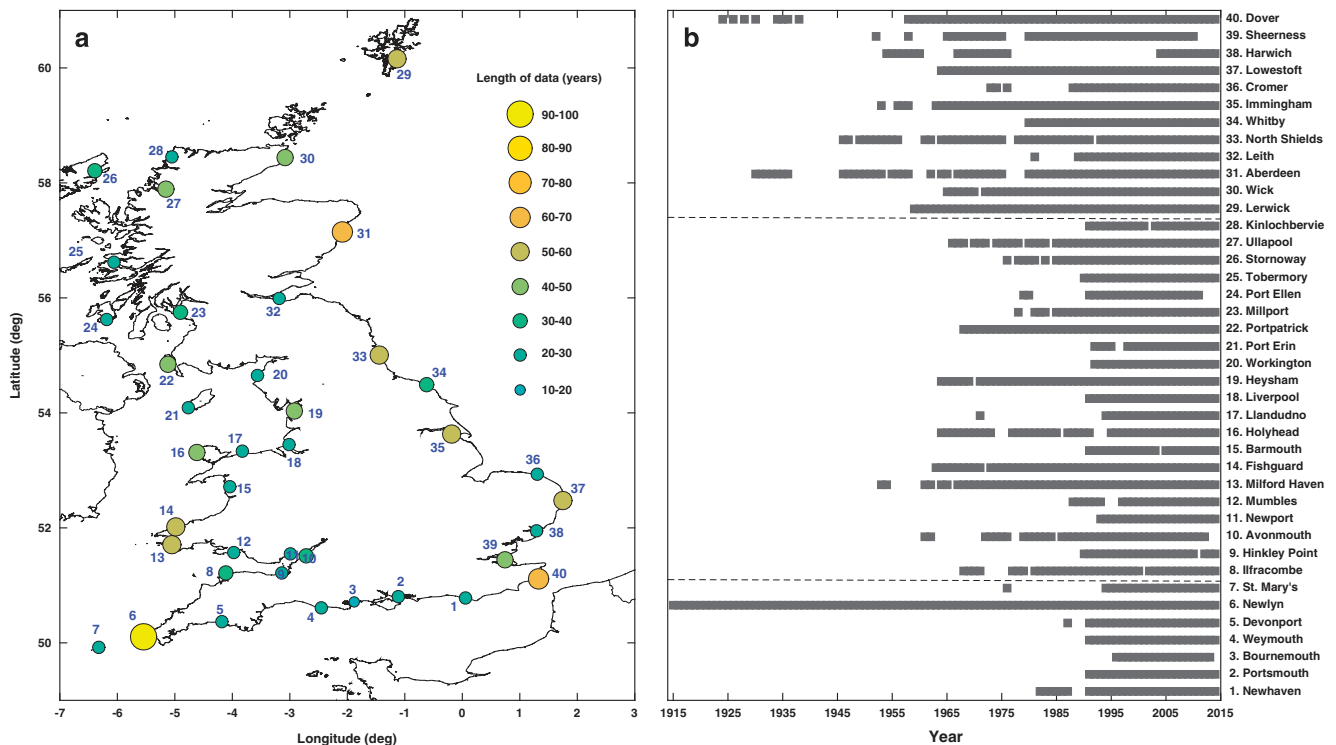 a
Length of data (years)
90-100
80-90
70-80
60-70
50-60
40-50
30-40
20-30
10-20
29
28
30
26
27
31
25
32
24
23
33
22
20
34
21
19
35
16
17
18
36
15
37
14
13
12
11
10
38
39
8
9
40
7
6
5
4
3
2
1
60
58
56
54
52
50
Latitude (deg)
-7
-6
-5
-4
-3
-2
-1
0
1
2
3
Longitude (deg)
b
40. Dover
39. Sheerness
38. Harwich
37. Lowestoft
36. Cromer
35. Immingham
34. Whitby
33. North Shields
32. Leith
31. Aberdeen
30. Wick
29. Lerwick
28. Kinlochbervie
27. Ullapool
26. Stornoway
25. Tobermory
24. Port Ellen
23. Millport
22. Portpatrick
21. Port Erin
20. Workington
19. Heysham
18. Liverpool
17. Llandudno
16. Holyhead
15. Barmouth
14. Fishguard
13. Milford Haven
12. Mumbles
11. Newport
10. Avonmouth
9. Hinkley Point
8. Ilfracombe
7. St. Mary's
6. Newlyn
5. Devonport
4. Weymouth
3. Bournemouth
2. Portsmouth
1. Newhaven
1915
1925
1935
1945
1955
1965
1975
1985
1995
2005
2015
Year